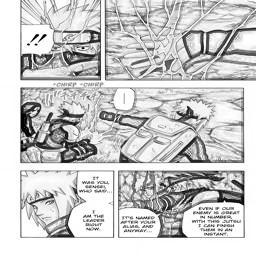 !!
*CHIRP *CHIRP
IT
WAS YOU,
SENSEI,
WHO SAID...
I AM
THE
LEADER
RIGHT
NOW.
IT'S NAMED
AFTER YOUR
ALIAS, AND
ANYWAY...
EVEN IF OUR
ENEMY IS GREAT
IN NUMBER,
WITH THIS JUTSU
I CAN FINISH
THEM IN AN
INSTANT.